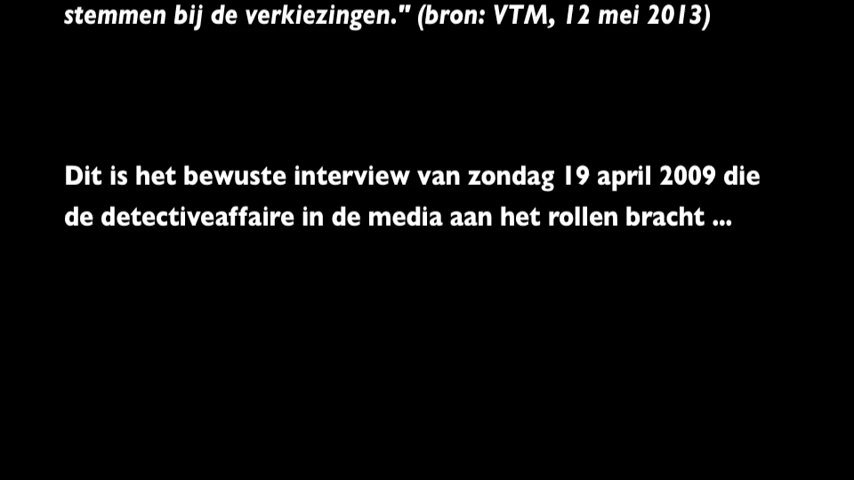 stemmen bij de verkiezingen." (bron: VTM, 12 mei 2013)
Dit is het bewuste interview van zondag 19 april 2009 die
de detectiveaffaire in de media aan het rollen bracht ...